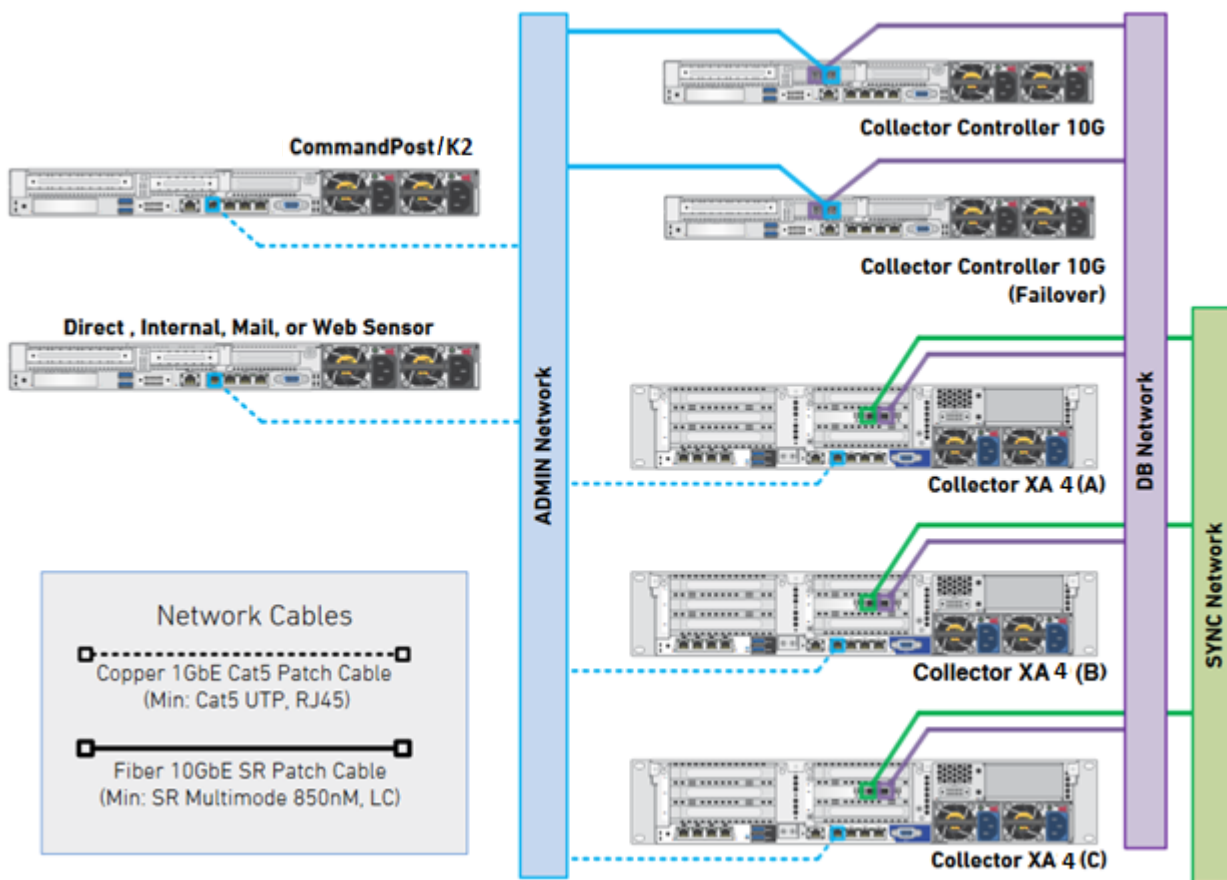 CommandPost/K2
Direct , Internal, Mail, or Web Sensor
Network Cables
Copper 1GbE Cat5 Patch Cable
(Min: Cat5 UTP, RJ45)
Fiber 10GbE SR Patch Cable
(Min: SR Multimode 850nM, LC)
ADMIN Network
Collector Controller 10G
Collector Controller 10G
(Failover)
Collector XA 4 (A)
Collector XA 4 (B)
Collector XA 4 (C)
DB Network
SYNC Network